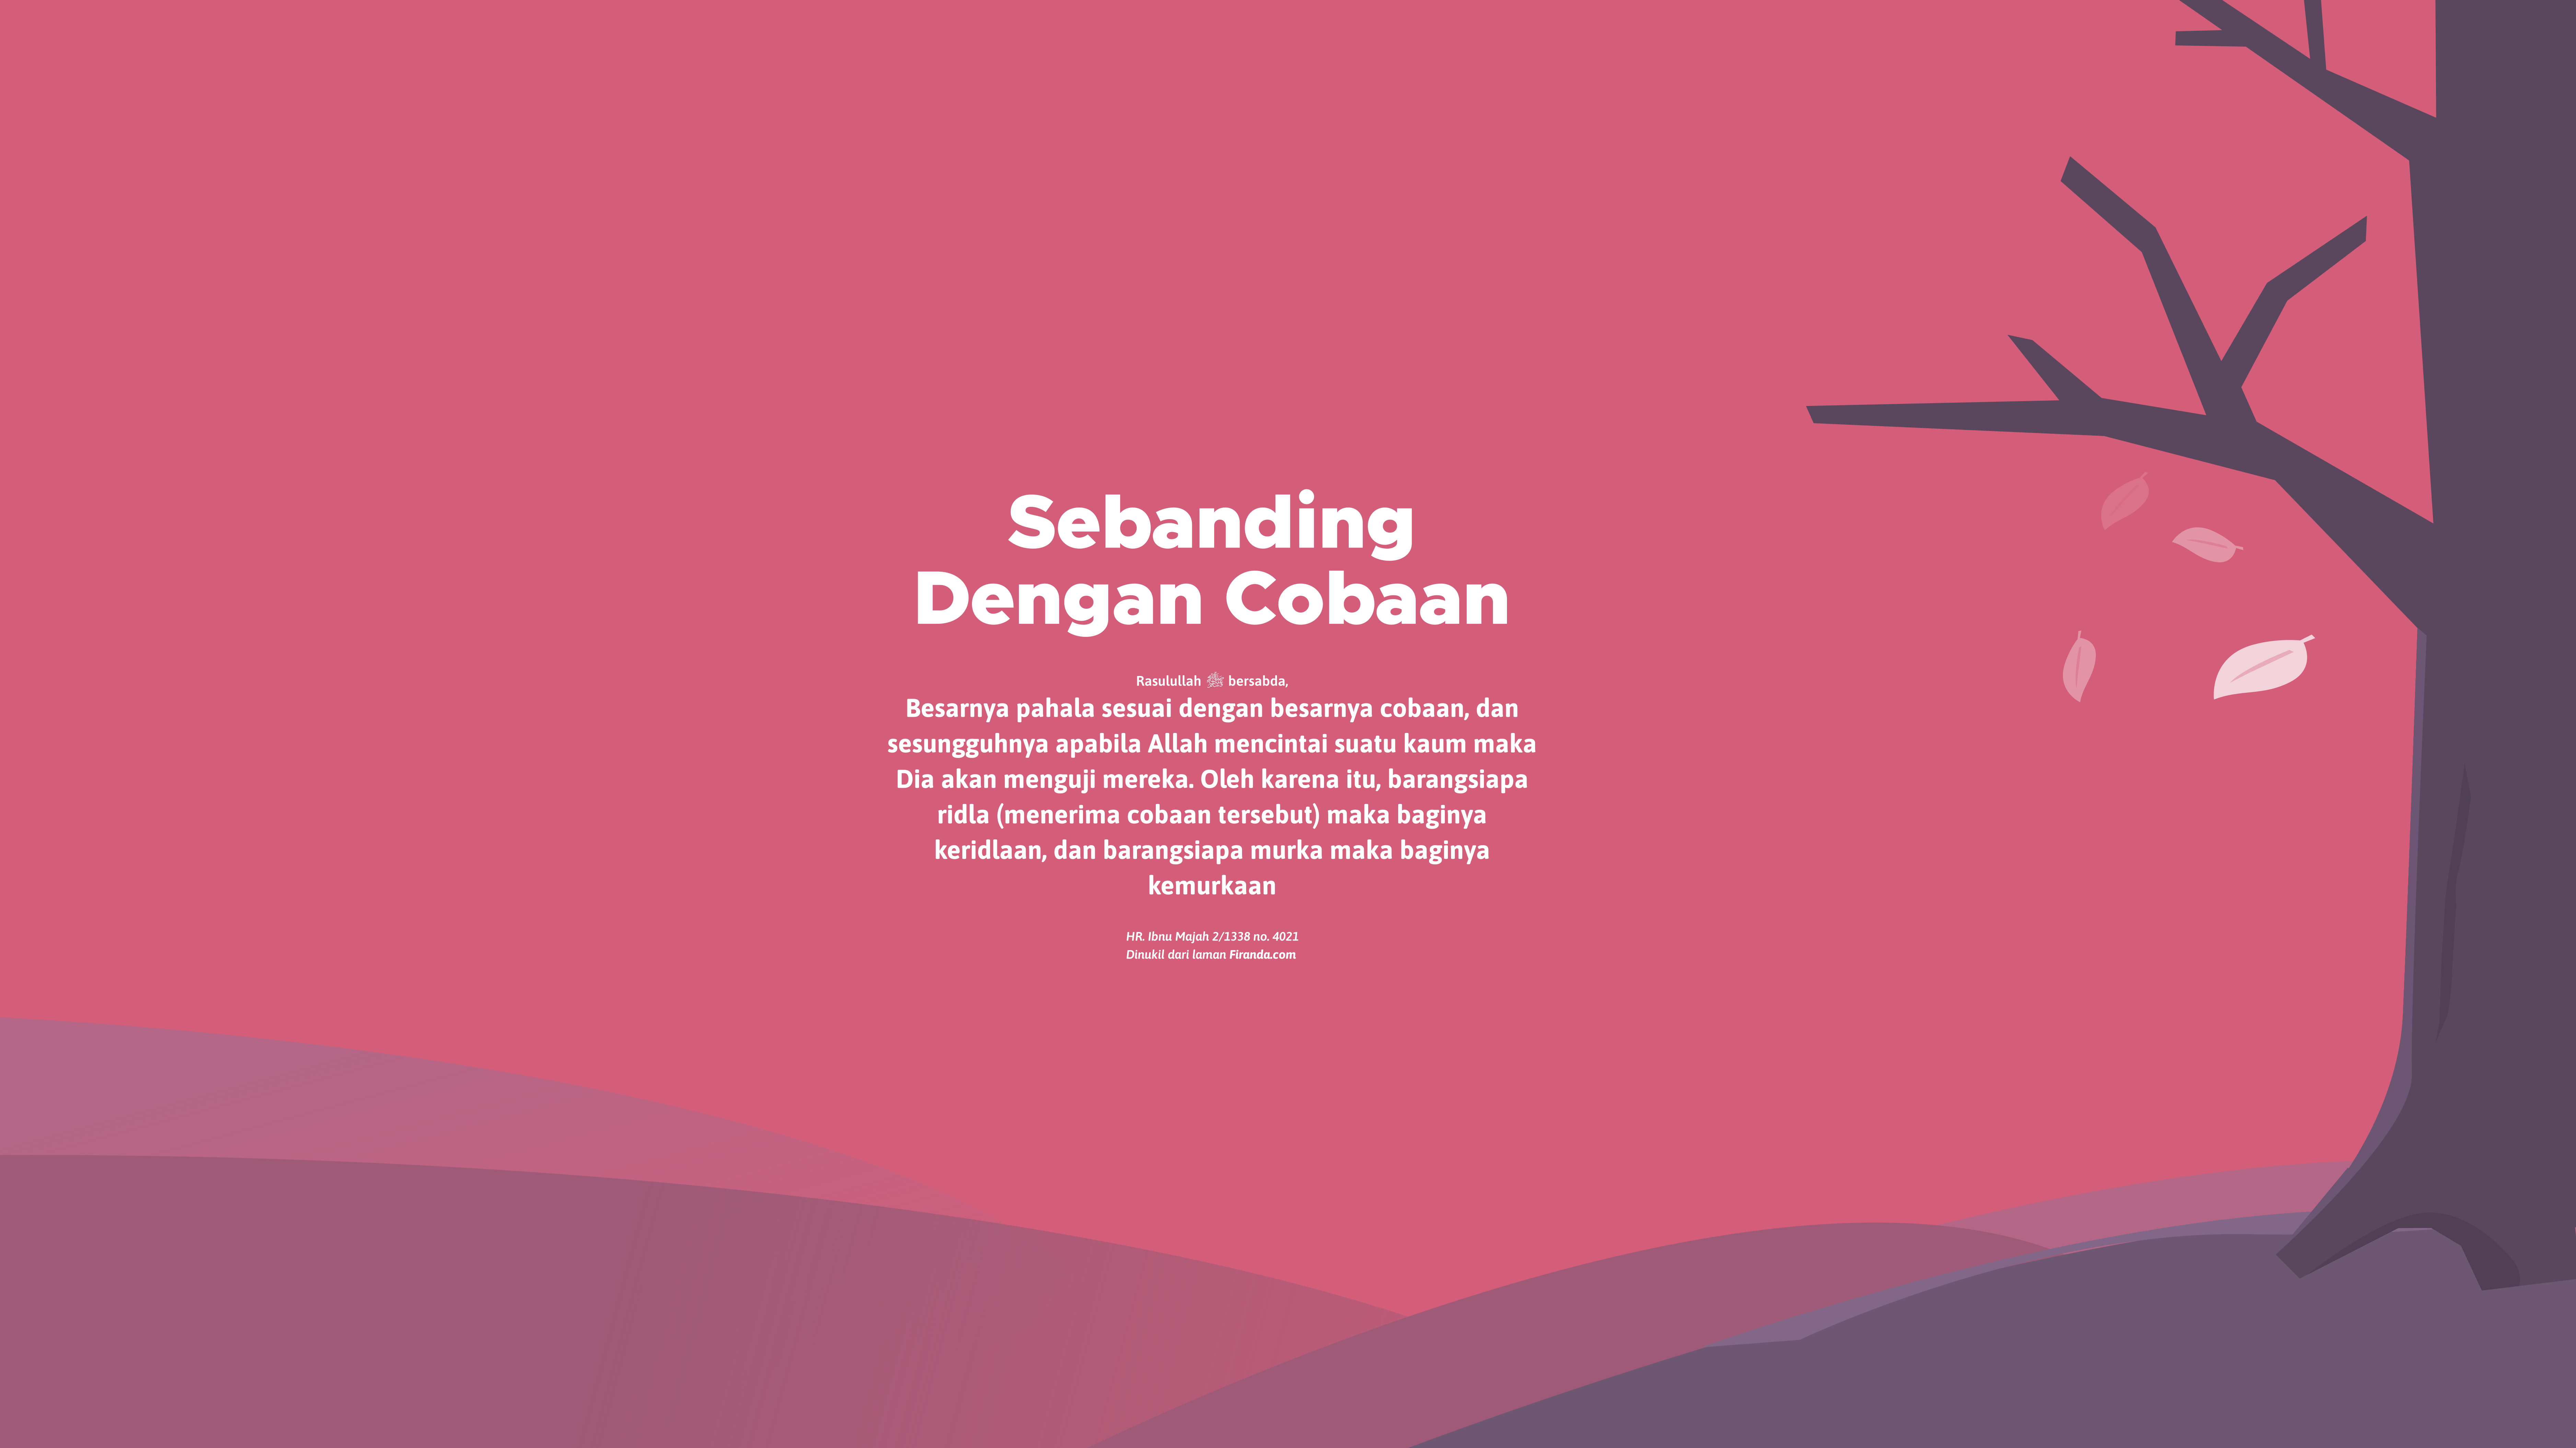 Sebanding
Dengan Cobaan
Rasulullah ﷺ bersabda,
Besarnya pahala sesuai dengan besarnya cobaan, dan
sesungguhnya apabila Allah mencintai suatu kaum maka
Dia akan menguji mereka. Oleh karena itu, barangsiapa
ridla (menerima cobaan tersebut) maka baginya
keridlaan, dan barangsiapa murka maka baginya
kemurkaan
HR. Ibnu Majah 2/1338 no. 4021
Dinukil dari laman Firanda.com